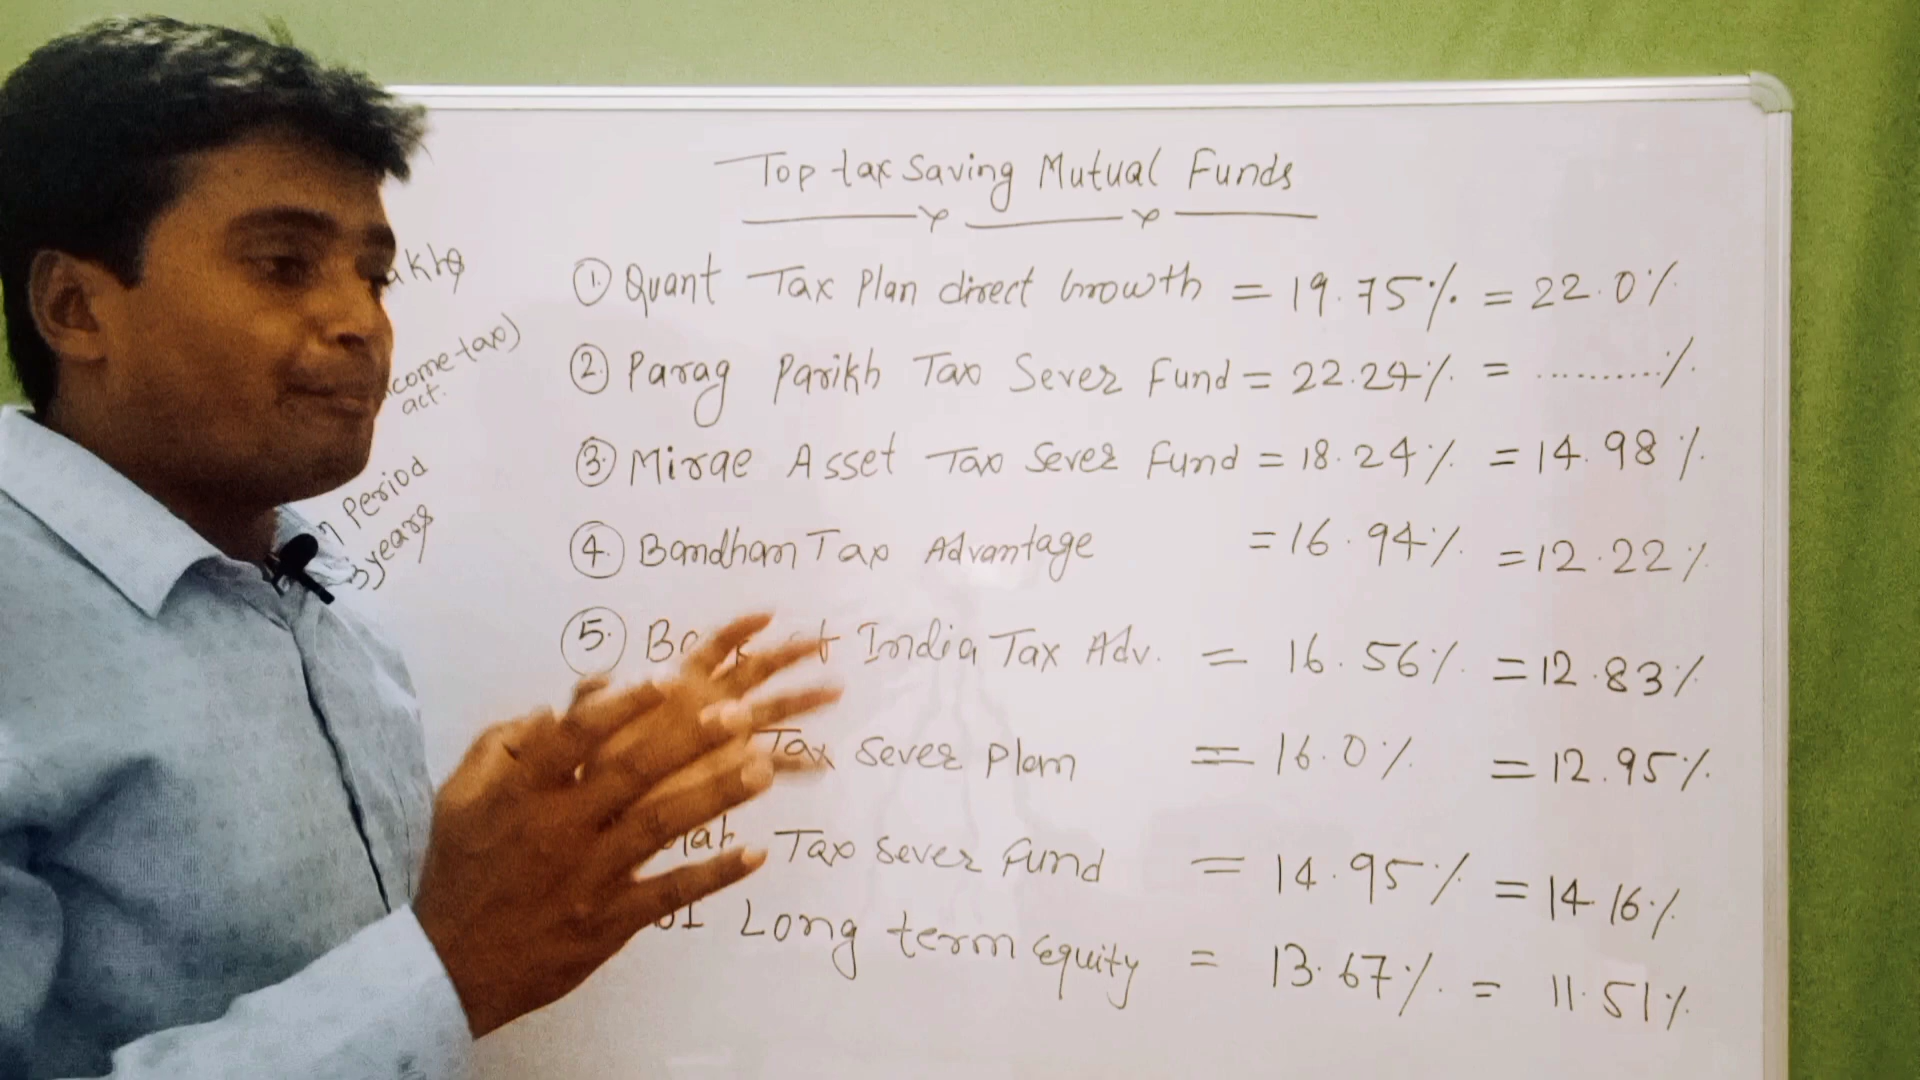 Top tax Saving Mutual Funds
1. Quant Tax Plan direct Growth = 19.75% = 22.0%
2. Parag Parikh Tax Sever Fund = 22.24% = ..........%
3. Mirae Asset Tax Sever Fund = 18.24% = 14.98%
4. Bandhan Tax Advantage = 16.94% = 12.22%
5. India Tax Adv. = 16.56% = 12.83%
Tax Sever Plan = 16.0% = 12.95%
Tax Sever Fund = 14.95% = 14.16%
Long term equity = 13.67% = 11.51%
come-tax)
act.
Period
3 years